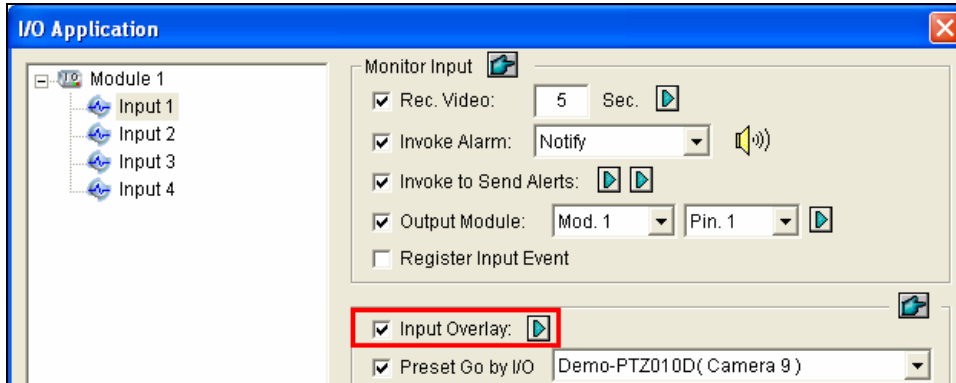 I/O Application
Module 1
Input 1
Input 2
Input 3
Input 4
Monitor Input
Rec. Video: 5 Sec.
Invoke Alarm: Notify
Invoke to Send Alerts:
Output Module: Mod. 1 Pin. 1
Register Input Event
Input Overlay:
Preset Go by I/O Demo-PTZ010D( Camera 9 )